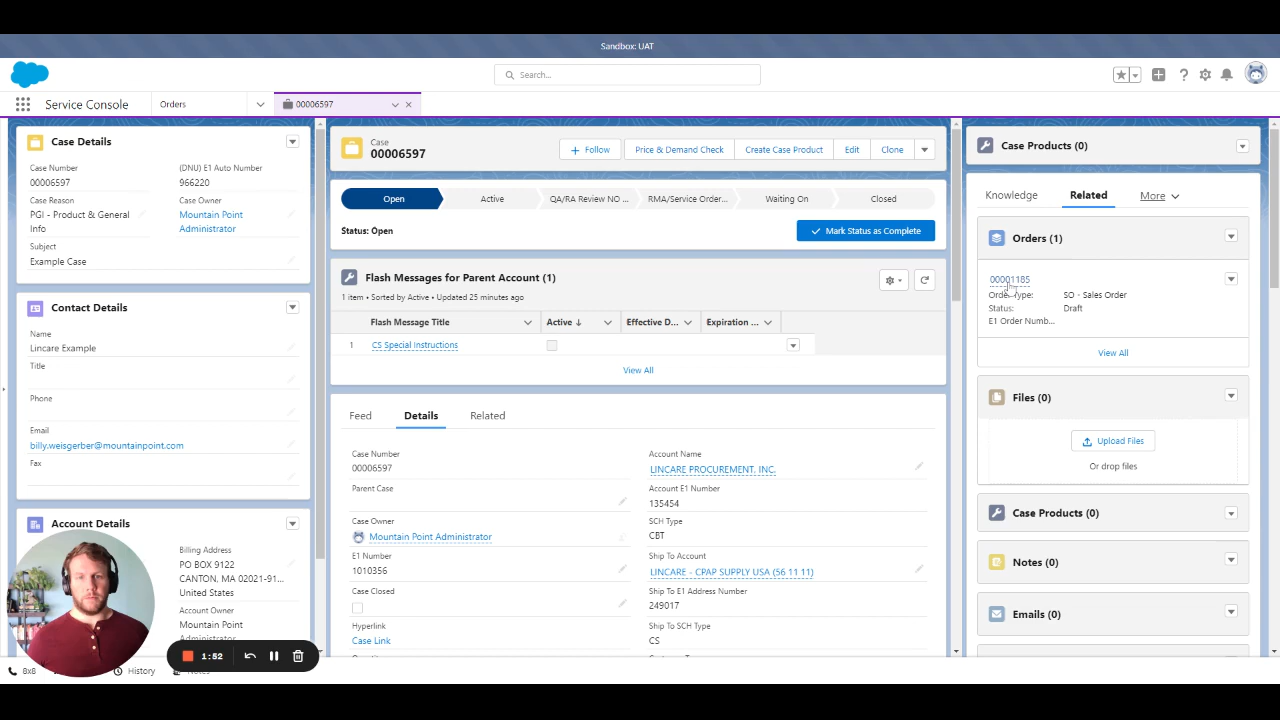 Sandbox: UAT
Search...
Service Console
Orders
00006597
Case Details
Case Number
00006597
(DNU) E1 Auto Number
966220
Case Reason
PGI - Product & General
Info
Case Owner
Mountain Point
Administrator
Subject
Example Case
Contact Details
Name
Lincare Example
Title
Phone
Email
billy.weisgerber@mountainpoint.com
Fax
Account Details
Billing Address
PO BOX 9122
CANTON, MA 02021-91...
United States
Account Owner
Mountain Point
Administrator
1:52
8x8
History
Notes
Case
00006597
Follow
Price & Demand Check
Create Case Product
Edit
Clone
Open
Active
QA/RA Review NO ...
RMA/Service Order...
Waiting On
Closed
Status: Open
Mark Status as Complete
Flash Messages for Parent Account (1)
1 item • Sorted by Active • Updated 25 minutes ago
Flash Message Title
Active
Effective D...
Expiration ...
1
CS Special Instructions
View All
Feed
Details
Related
Case Number
00006597
Account Name
LINCARE PROCUREMENT, INC.
Parent Case
Account E1 Number
135454
Case Owner
Mountain Point Administrator
SCH Type
CBT
E1 Number
1010356
Ship To Account
LINCARE - CPAP SUPPLY USA (56 11 11)
Case Closed
Ship To E1 Address Number
249017
Hyperlink
Case Link
Ship To SCH Type
CS
Case Products (0)
Knowledge
Related
More
Orders (1)
00001185
Order Type:
SO - Sales Order
Status:
Draft
E1 Order Numb...
View All
Files (0)
Upload Files
Or drop files
Case Products (0)
Notes (0)
Emails (0)